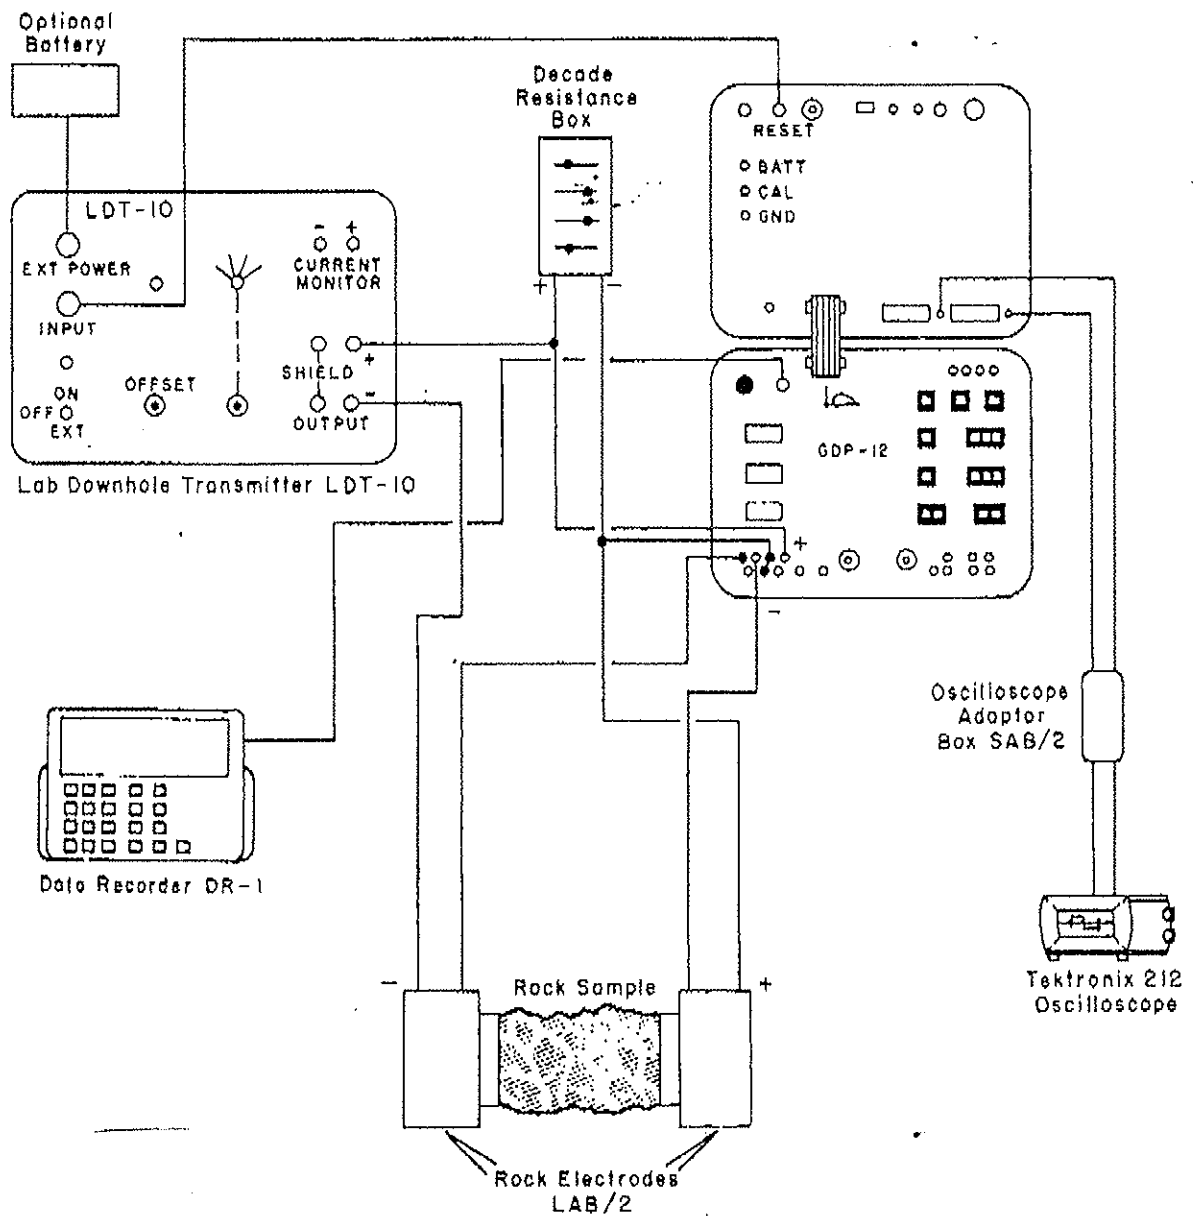 Optional
Battery
Decade
Resistance
Box
RESET
BATT
CAL
GND
LDT-10
EXT POWER
- +
CURRENT
MONITOR
INPUT
+ -
SHIELD
+
ON
OFF
EXT
OFFSET
-
OUTPUT
GDP-12
Lab Downhole Transmitter LDT-10
+
-
Oscilloscope
Adaptor
Box SAB/2
Data Recorder DR-1
Tektronix 212
Oscilloscope
-
Rock Sample
+
Rock Electrodes
LAB/2